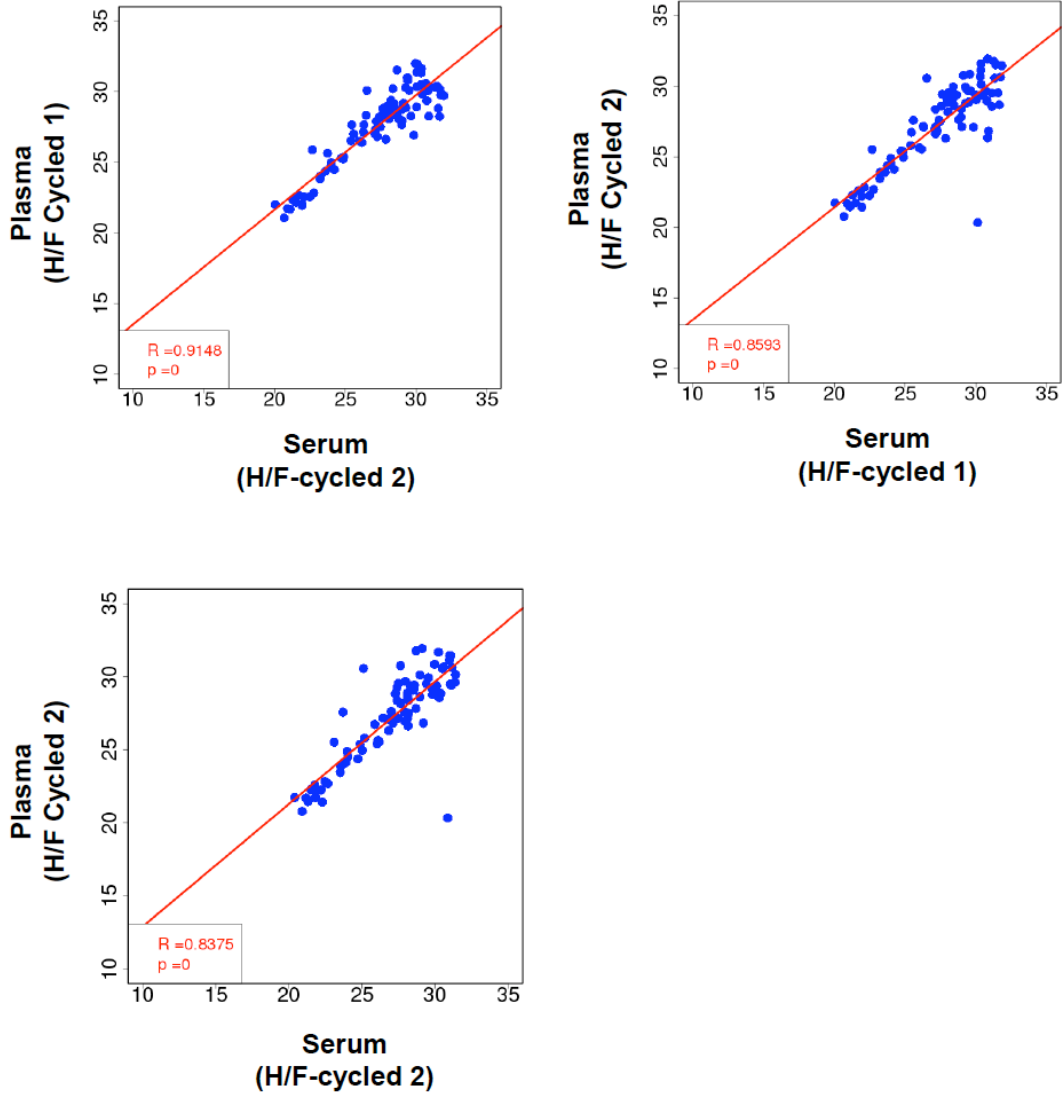 Plasma
(H/F Cycled 1)
35
30
25
20
15
10
R =0.9148
p =0
10 15 20 25 30 35
Serum
(H/F-cycled 2)
Plasma
(H/F Cycled 2)
35
30
25
20
15
10
R =0.8593
p =0
10 15 20 25 30 35
Serum
(H/F-cycled 1)
Plasma
(H/F Cycled 2)
35
30
25
20
15
10
R =0.8375
p =0
10 15 20 25 30 35
Serum
(H/F-cycled 2)